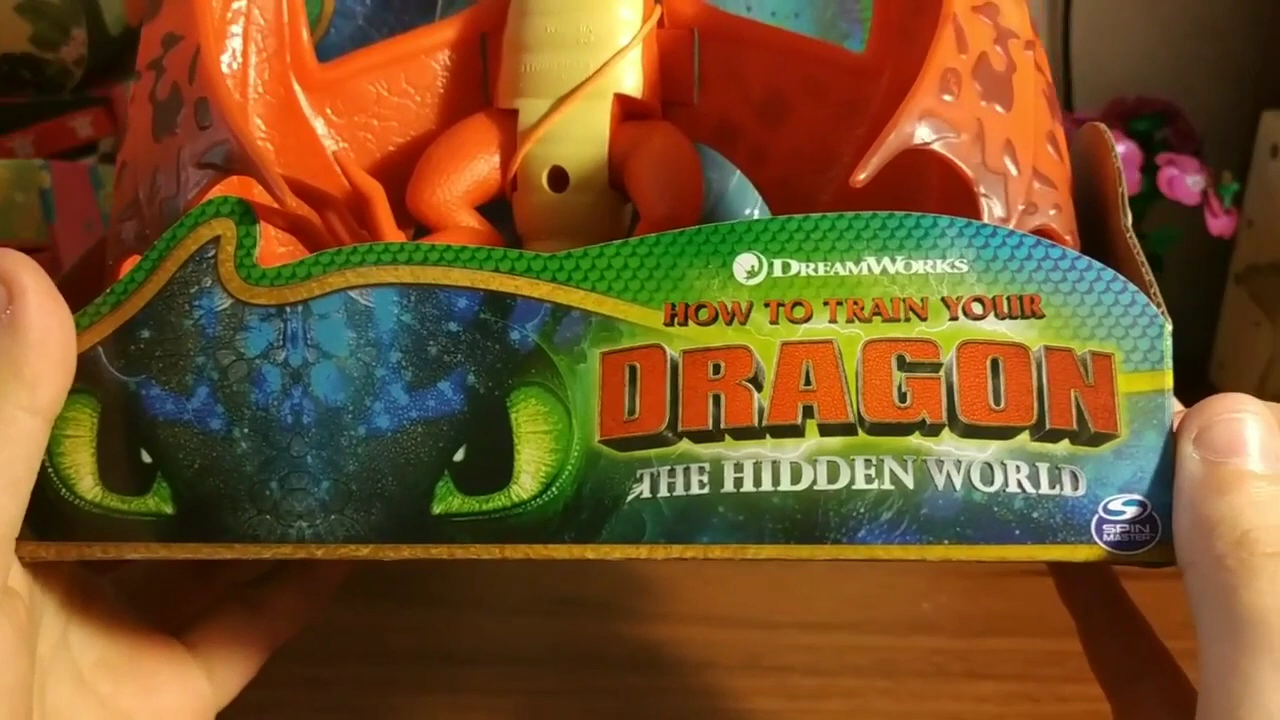 DREAMWORKS
HOW TO TRAIN YOUR
DRAGON
THE HIDDEN WORLD
SPIN
MASTER